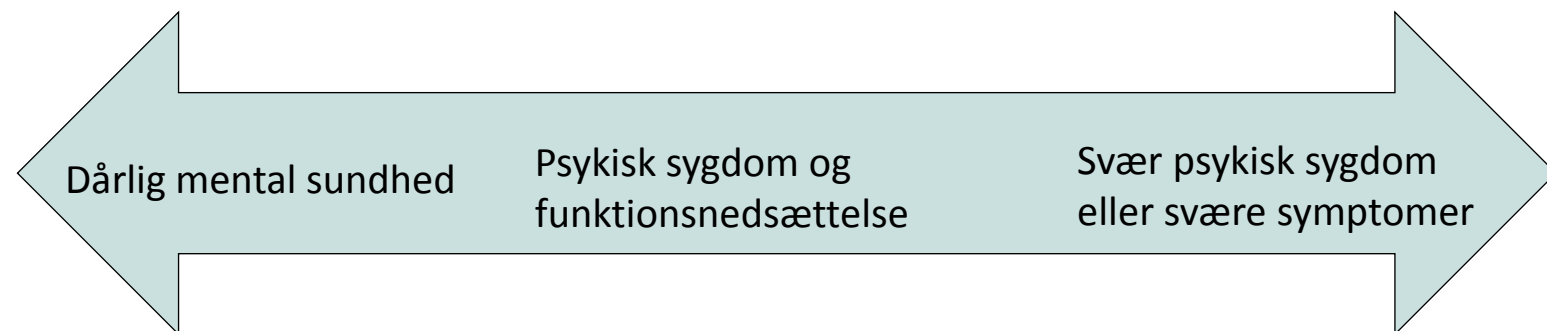 Dårlig mental sundhed
Psykisk sygdom og
funktionsnedsættelse
Svær psykisk sygdom
eller svære symptomer